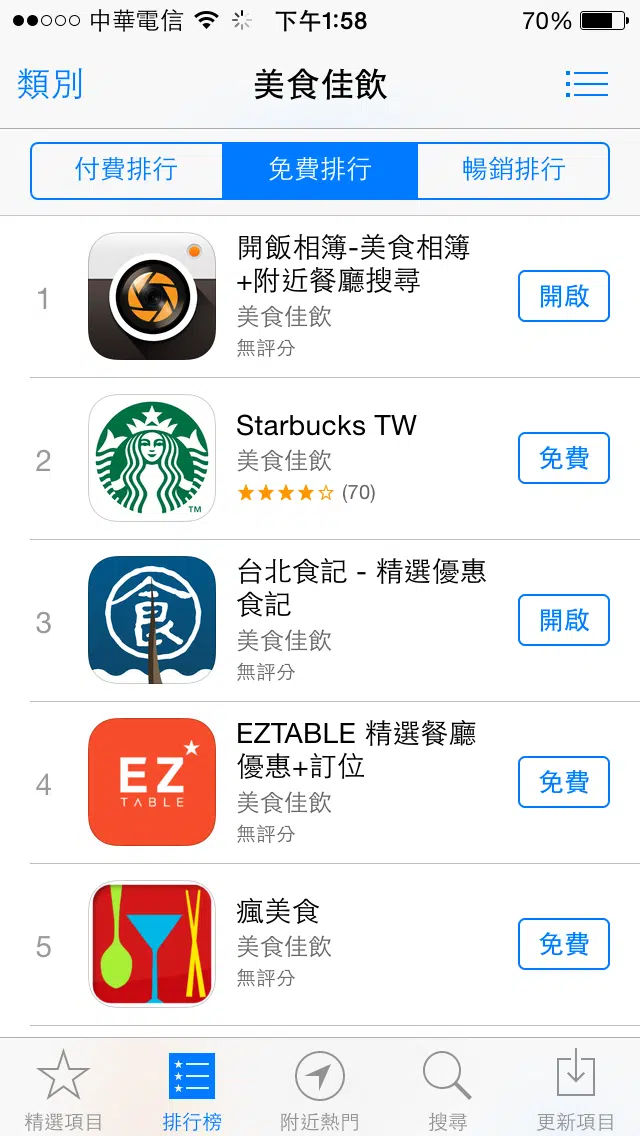 中華電信 下午1:58 70%
類別 美食佳飲
付費排行 免費排行 暢銷排行
1
開飯相簿-美食相簿
+附近餐廳搜尋
美食佳飲
無評分
開啟
2
TM
Starbucks TW
美食佳飲
(70)
免費
3
食
台北食記 - 精選優惠
食記
美食佳飲
無評分
開啟
4
EZ
TABLE
EZTABLE 精選餐廳
優惠+訂位
美食佳飲
無評分
免費
5
瘋美食
美食佳飲
無評分
免費
精選項目 排行榜 附近熱門 搜尋 更新項目